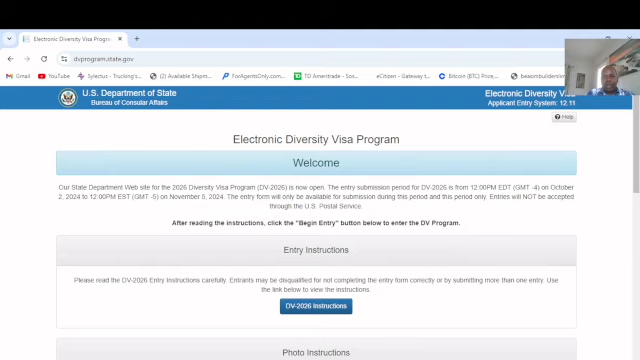 Electronic Diversity Visa Progra
dvprogram.state.gov
Gmail YouTube Sylectus - Trucking's... (2) Available Shipm... ForAgentsOnly.com... TD Ameritrade - Sos... eCitizen - Gateway t... Bitcoin (BTC) Price,... beaombuilders
U.S. Department of State
Bureau of Consular Affairs
Electronic Diversity Vis
Applicant Entry System: 12.11
Help
Electronic Diversity Visa Program
Welcome
Our State Department Web site for the 2026 Diversity Visa Program (DV-2026) is now open. The entry submission period for DV-2026 is from 12:00PM EDT (GMT -4) on October
2, 2024 to 12:00PM EST (GMT -5) on November 5, 2024. The entry form will only be available for submission during this period and this period only. Entries will NOT be accepted
through the U.S. Postal Service.
After reading the instructions, click the "Begin Entry" button below to enter the DV Program.
Entry Instructions
Please read the DV-2026 Entry Instructions carefully. Entrants may be disqualified for not completing the entry form correctly or by submitting more than one entry. Use
the link below to view the instructions.
DV-2026 Instructions
Photo Instructions